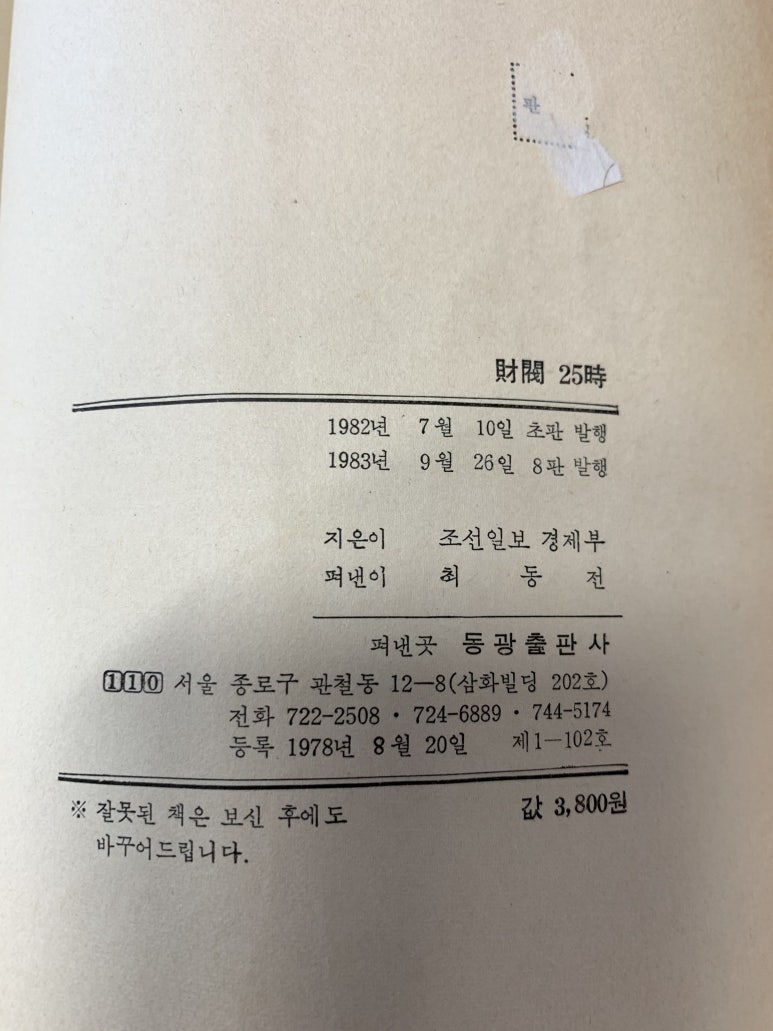 판
財閥 25時
1982년 7월 10일 초판 발행
1983년 9월 26일 8판 발행
지은이 조선일보 경제부
펴낸이 최동전
펴낸곳 동광출판사
110 서울 종로구 관철동 12—8(삼화빌딩 202호)
전화 722-2508 · 724-6889 · 744-5174
등록 1978년 8월 20일 제1—102호
※ 잘못된 책은 보신 후에도
바꾸어드립니다.
값 3,800원